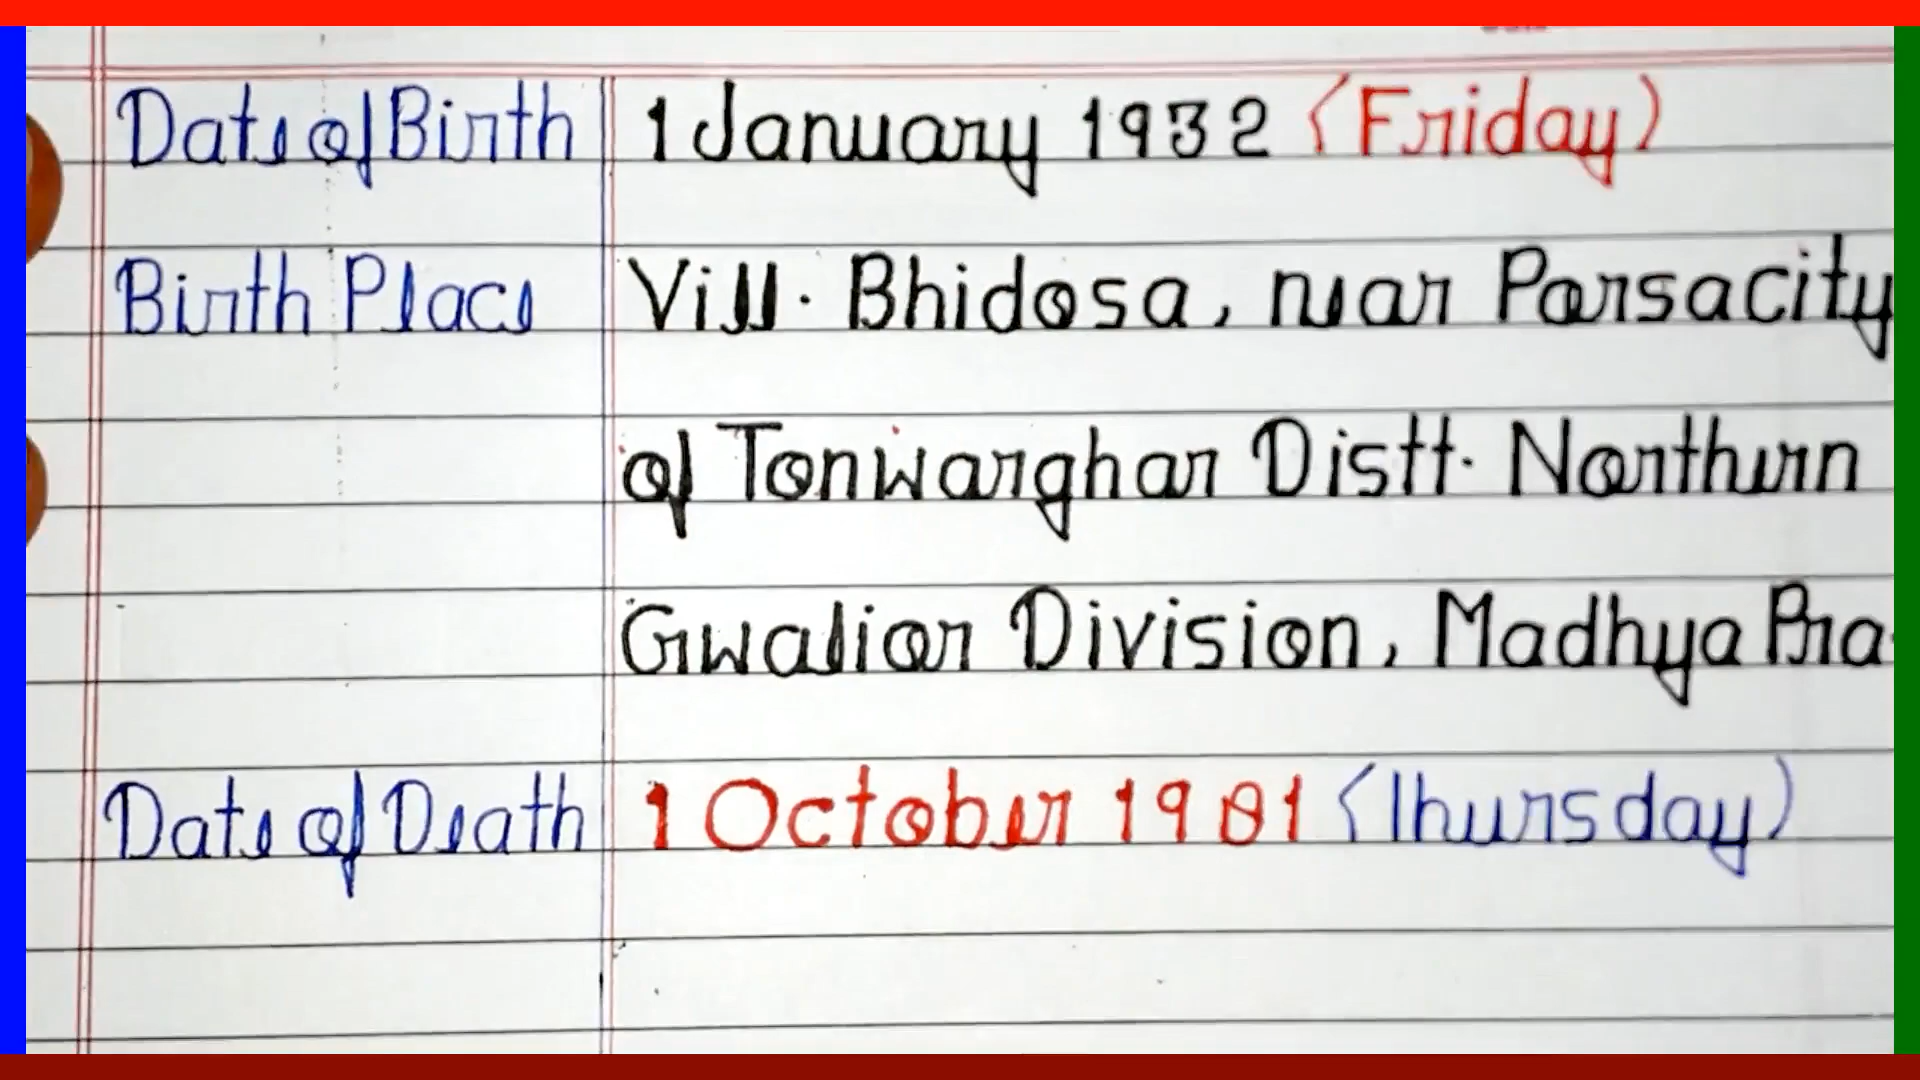 Date of Birth 1 January 1932 (Friday)
Birth Place Vill. Bhidosa, near Porsacity
of Tonwarghar Distt. Northern
Gwalior Division, Madhya Pra
Date of Death 1 October 1981 (Thursday)